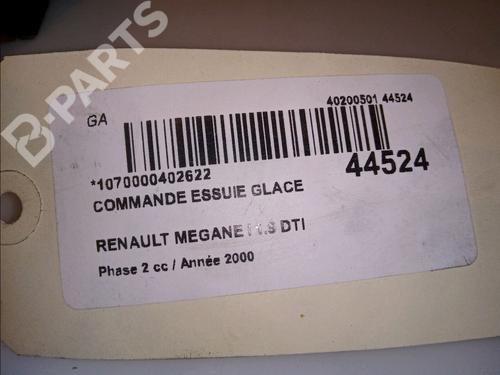 B-PARTS
GA
40200501 44524
*1070000402622
44524
COMMANDE ESSUIE GLACE
RENAULT MEGANE I 1.9 DTI
Phase 2 cc / Année 2000